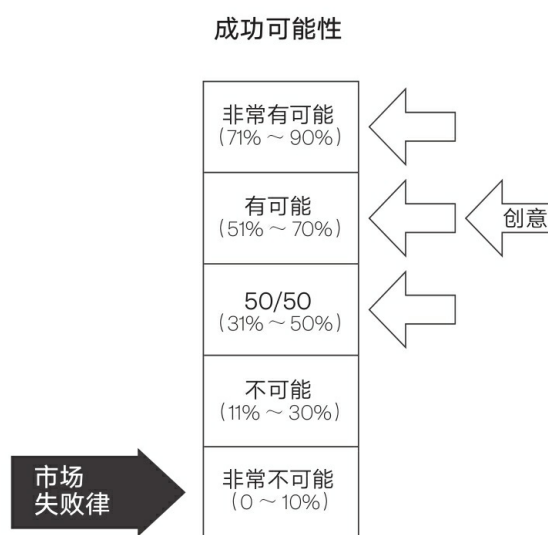 成功可能性
非常有可能
(71% ~ 90%)
有可能
(51% ~ 70%)
创意
50/50
(31% ~ 50%)
不可能
(11% ~ 30%)
市场
失败律
非常不可能
(0 ~ 10%)